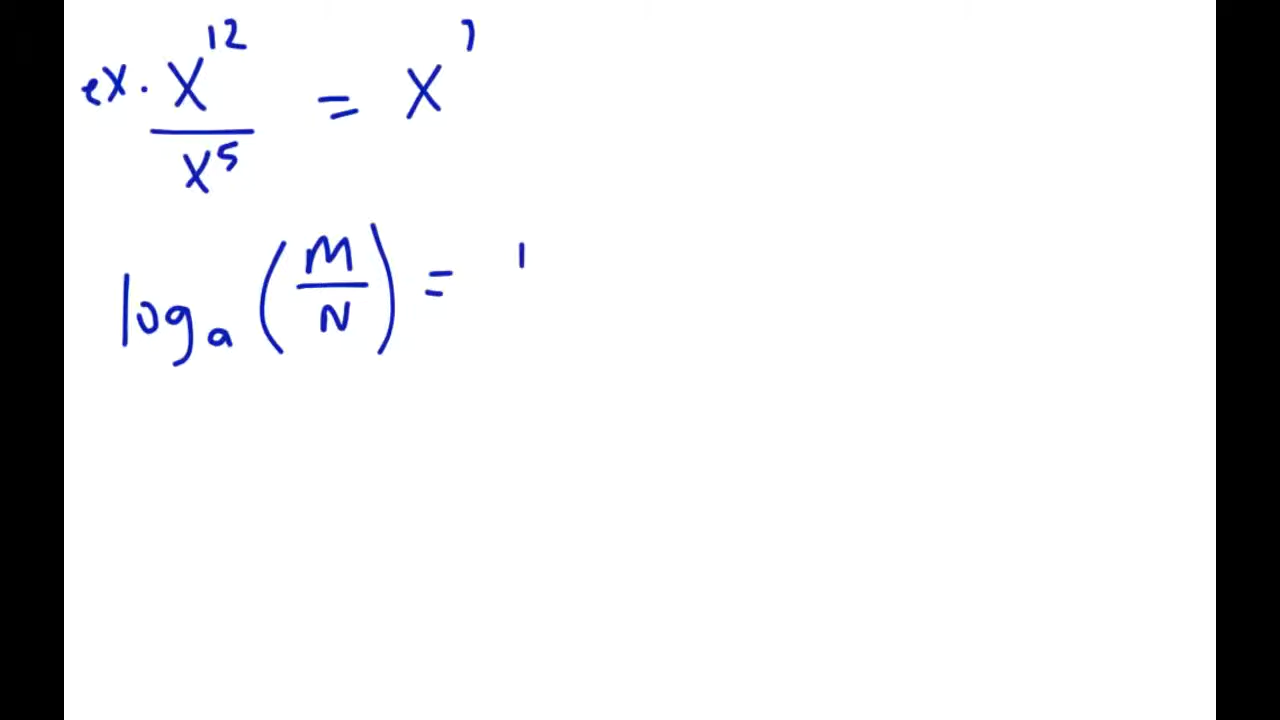 ex. x^12 / x^5 = x^7
log_a (M/N) =